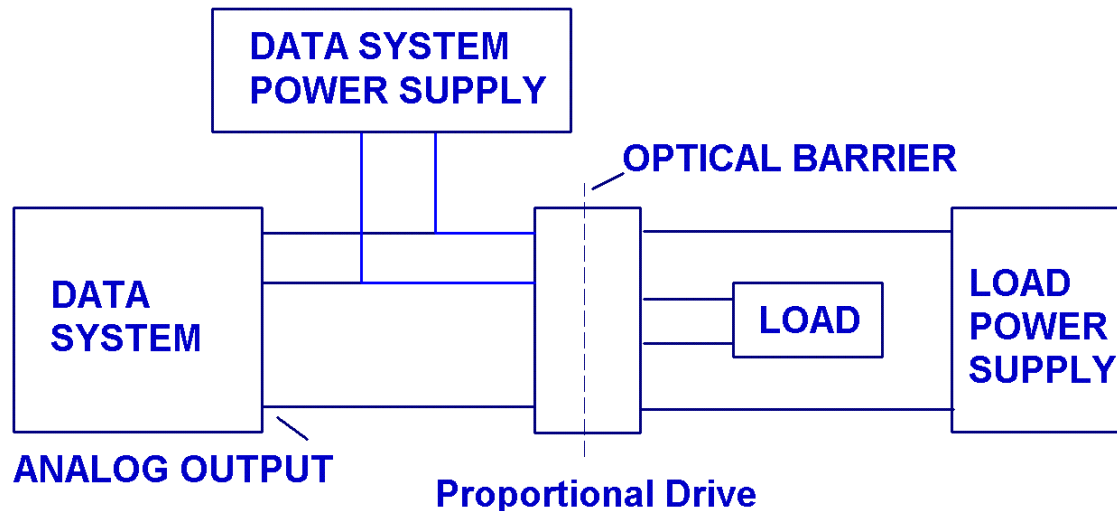 DATA SYSTEM
POWER SUPPLY
OPTICAL BARRIER
DATA
SYSTEM
LOAD
LOAD
POWER
SUPPLY
ANALOG OUTPUT
Proportional Drive